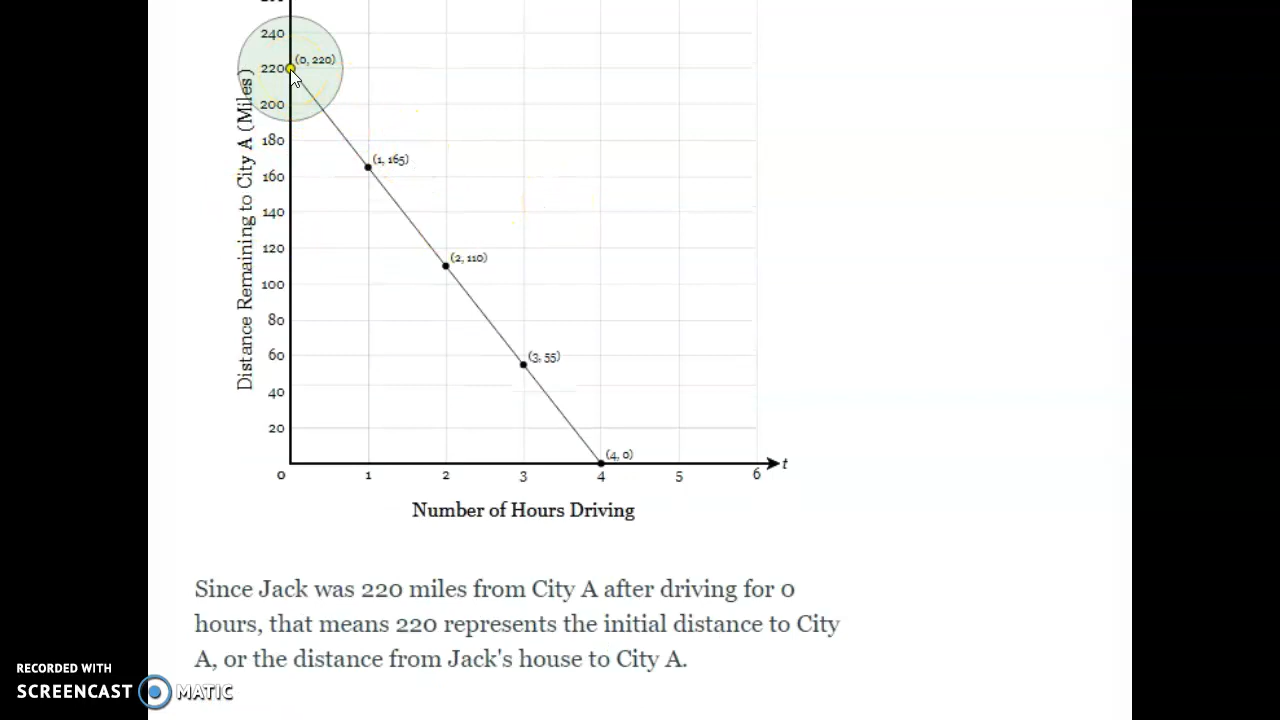 240
(0, 220)
220
200
180
(1, 165)
160
140
120
(2, 110)
100
80
60
(3, 55)
40
20
(4, 0)
t
0 1 2 3 4 5 6
Distance Remaining to City A (Miles)
Number of Hours Driving
Since Jack was 220 miles from City A after driving for 0
hours, that means 220 represents the initial distance to City
A, or the distance from Jack's house to City A.
RECORDED WITH
SCREENCAST MATIC